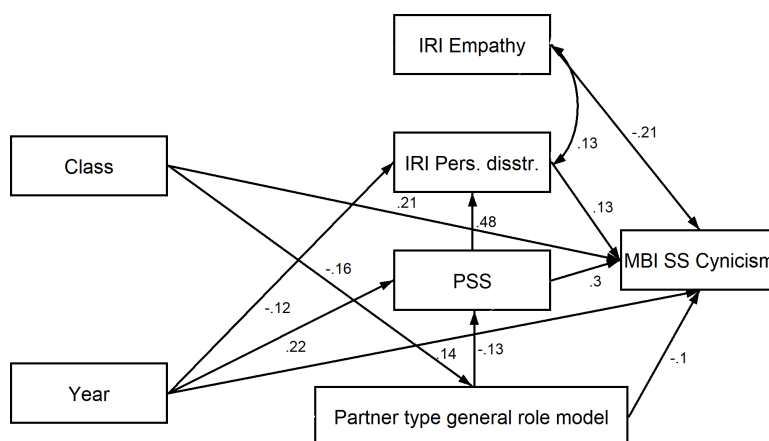 IRI Empathy
-.21
.13
Class
IRI Pers. disstr.
.21
.48
.13
MBI SS Cynicism
-.16
PSS
.3
-.12
.22
.14
-.13
-.1
Year
Partner type general role model